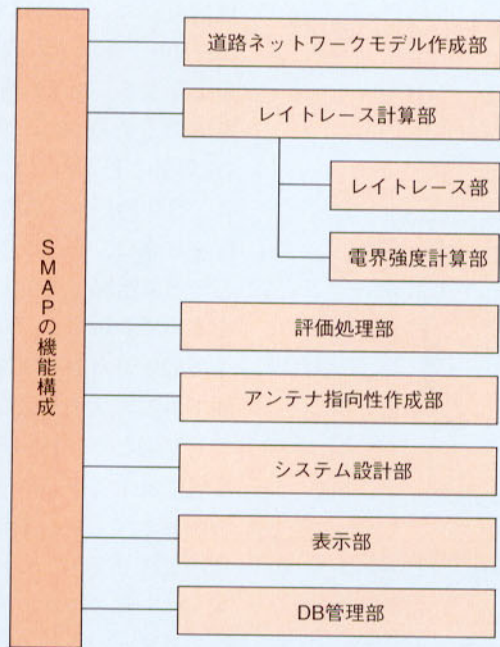 SMAPの機能構成
道路ネットワークモデル作成部
レイトレース計算部
レイトレース部
電界強度計算部
評価処理部
アンテナ指向性作成部
システム設計部
表示部
DB管理部